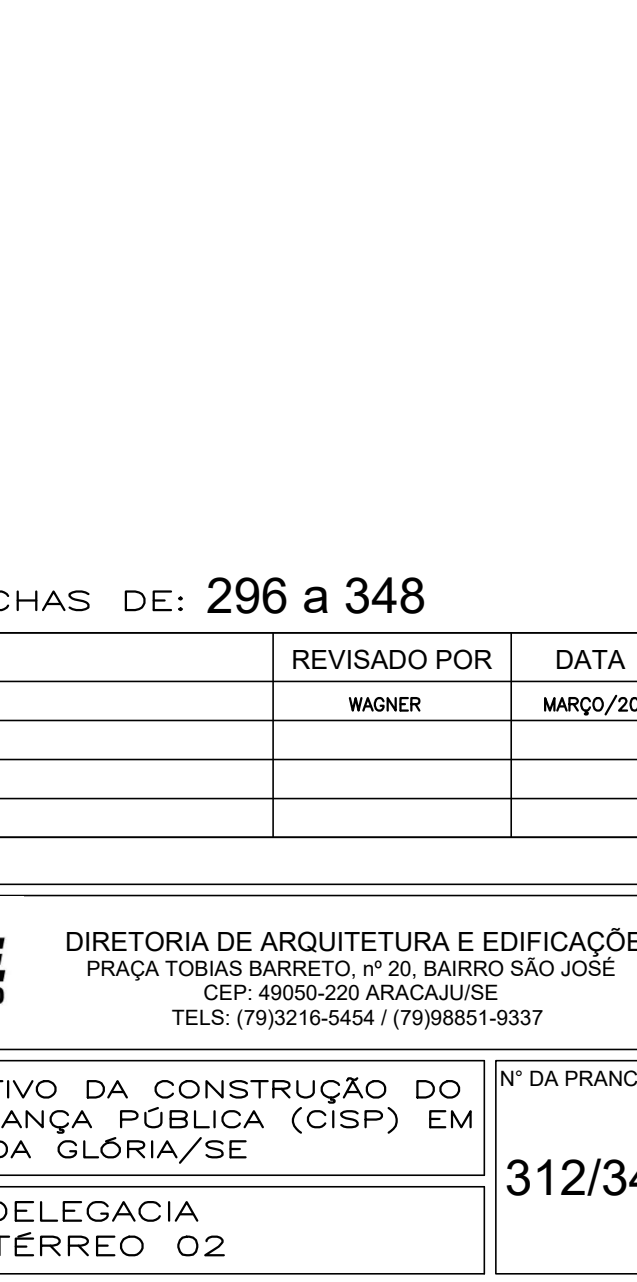 CHAS DE: 296 a 348
REVISADO POR DATA
WAGNER MARÇO/20
DIRETORIA DE ARQUITETURA E EDIFICAÇÕE
PRAÇA TOBIAS BARRETO, nº 20, BAIRRO SÃO JOSÉ
CEP: 49050-220 ARACAJU/SE
TELS: (79)3216-5454 / (79)98851-9337
TIVO DA CONSTRUÇÃO DO
ANÇA PÚBLICA (CISP) EM
DA GLÓRIA/SE
N° DA PRANC
312/34
DELEGACIA
TÉRREO 02